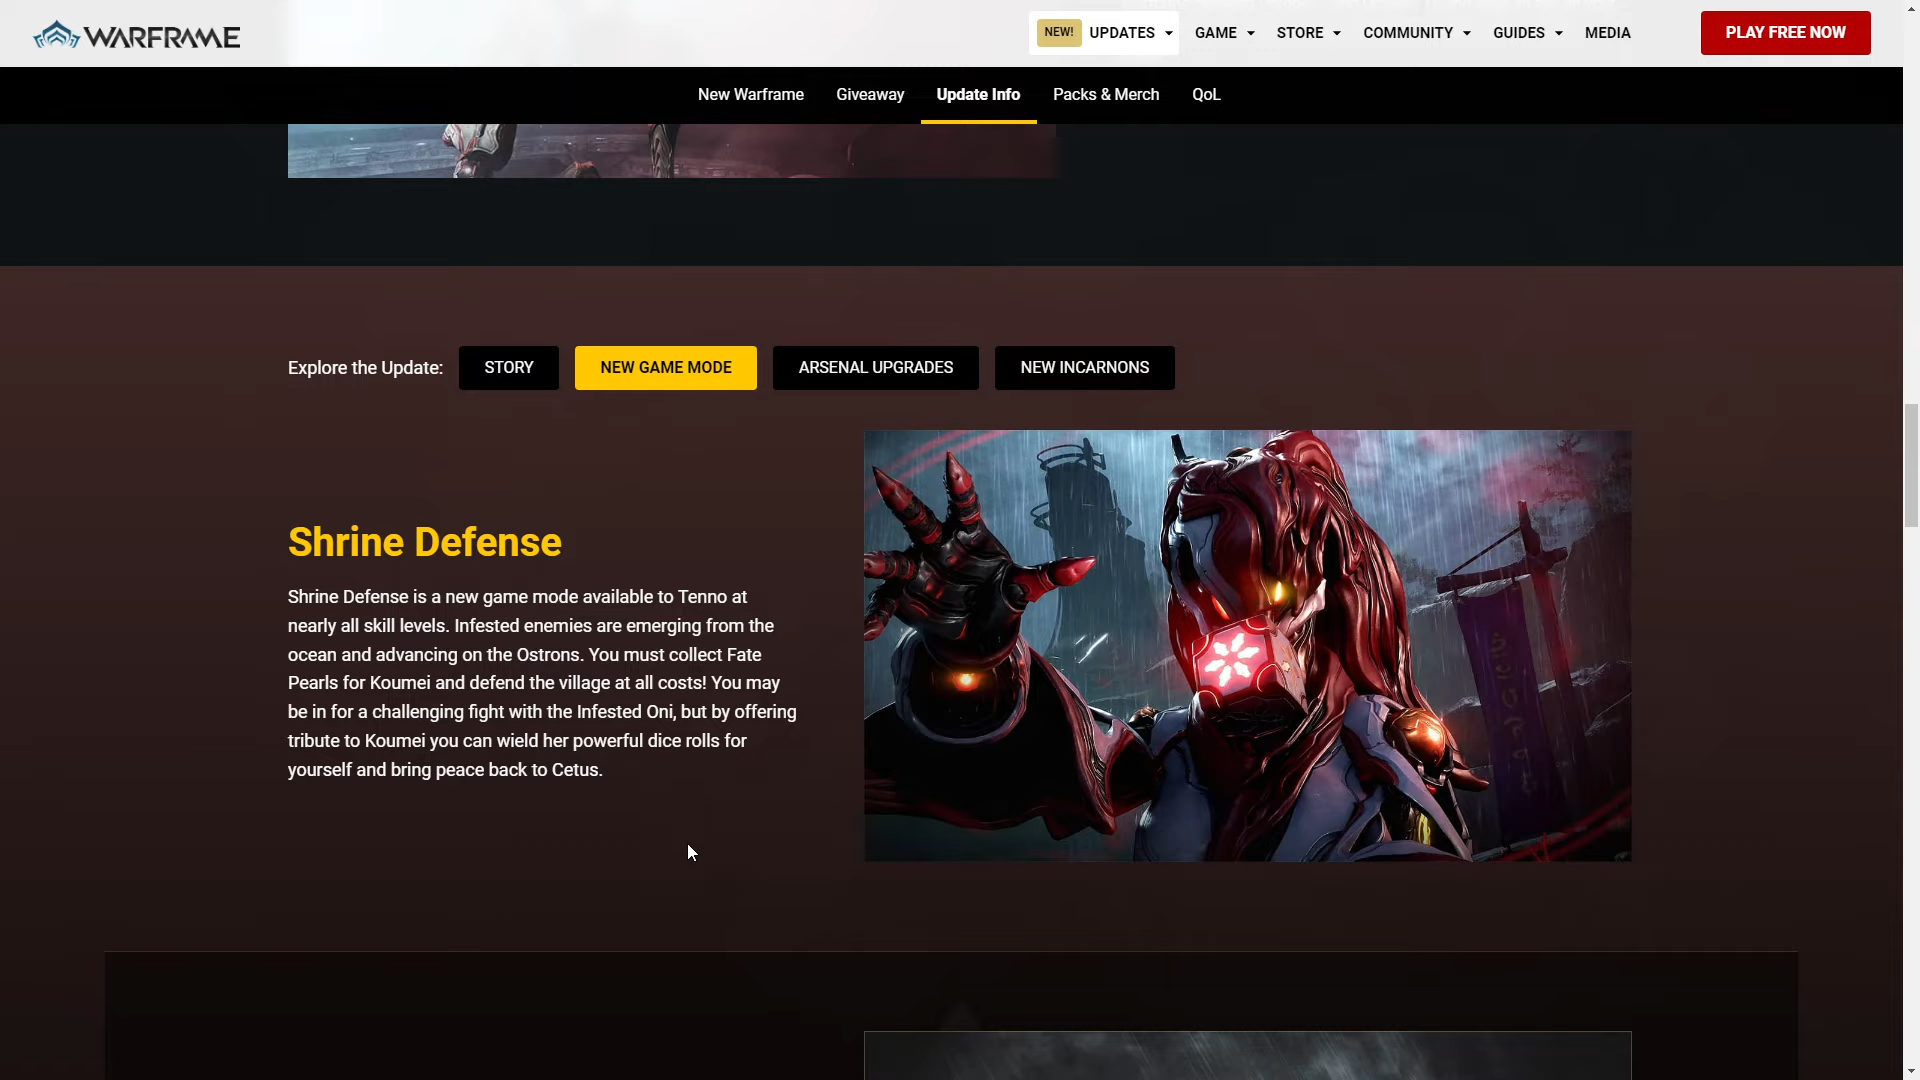 WARFRAME
NEW! UPDATES GAME STORE COMMUNITY GUIDES MEDIA PLAY FREE NOW
New Warframe Giveaway Update Info Packs & Merch QoL
Explore the Update: STORY NEW GAME MODE ARSENAL UPGRADES NEW INCARNONS
Shrine Defense
Shrine Defense is a new game mode available to Tenno at
nearly all skill levels. Infested enemies are emerging from the
ocean and advancing on the Ostrons. You must collect Fate
Pearls for Koumei and defend the village at all costs! You may
be in for a challenging fight with the Infested Oni, but by offering
tribute to Koumei you can wield her powerful dice rolls for
yourself and bring peace back to Cetus.